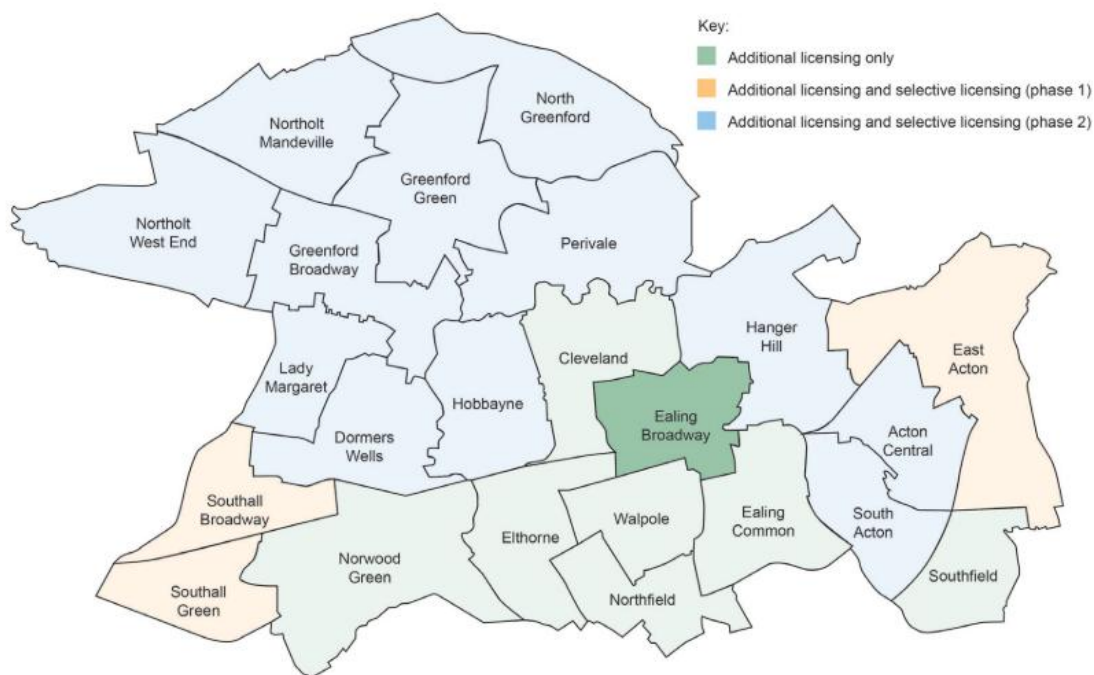 Key:
Additional licensing only
Additional licensing and selective licensing (phase 1)
Additional licensing and selective licensing (phase 2)
North
Greenford
Northolt
Mandeville
Greenford
Green
Northolt
West End
Perivale
Greenford
Broadway
Hanger
Hill
Cleveland
East
Acton
Lady
Margaret
Hobbayne
Ealing
Broadway
Acton
Central
Dormers
Wells
Southall
Broadway
Walpole
Ealing
Common
South
Acton
Elthorne
Norwood
Green
Southfield
Southall
Green
Northfield